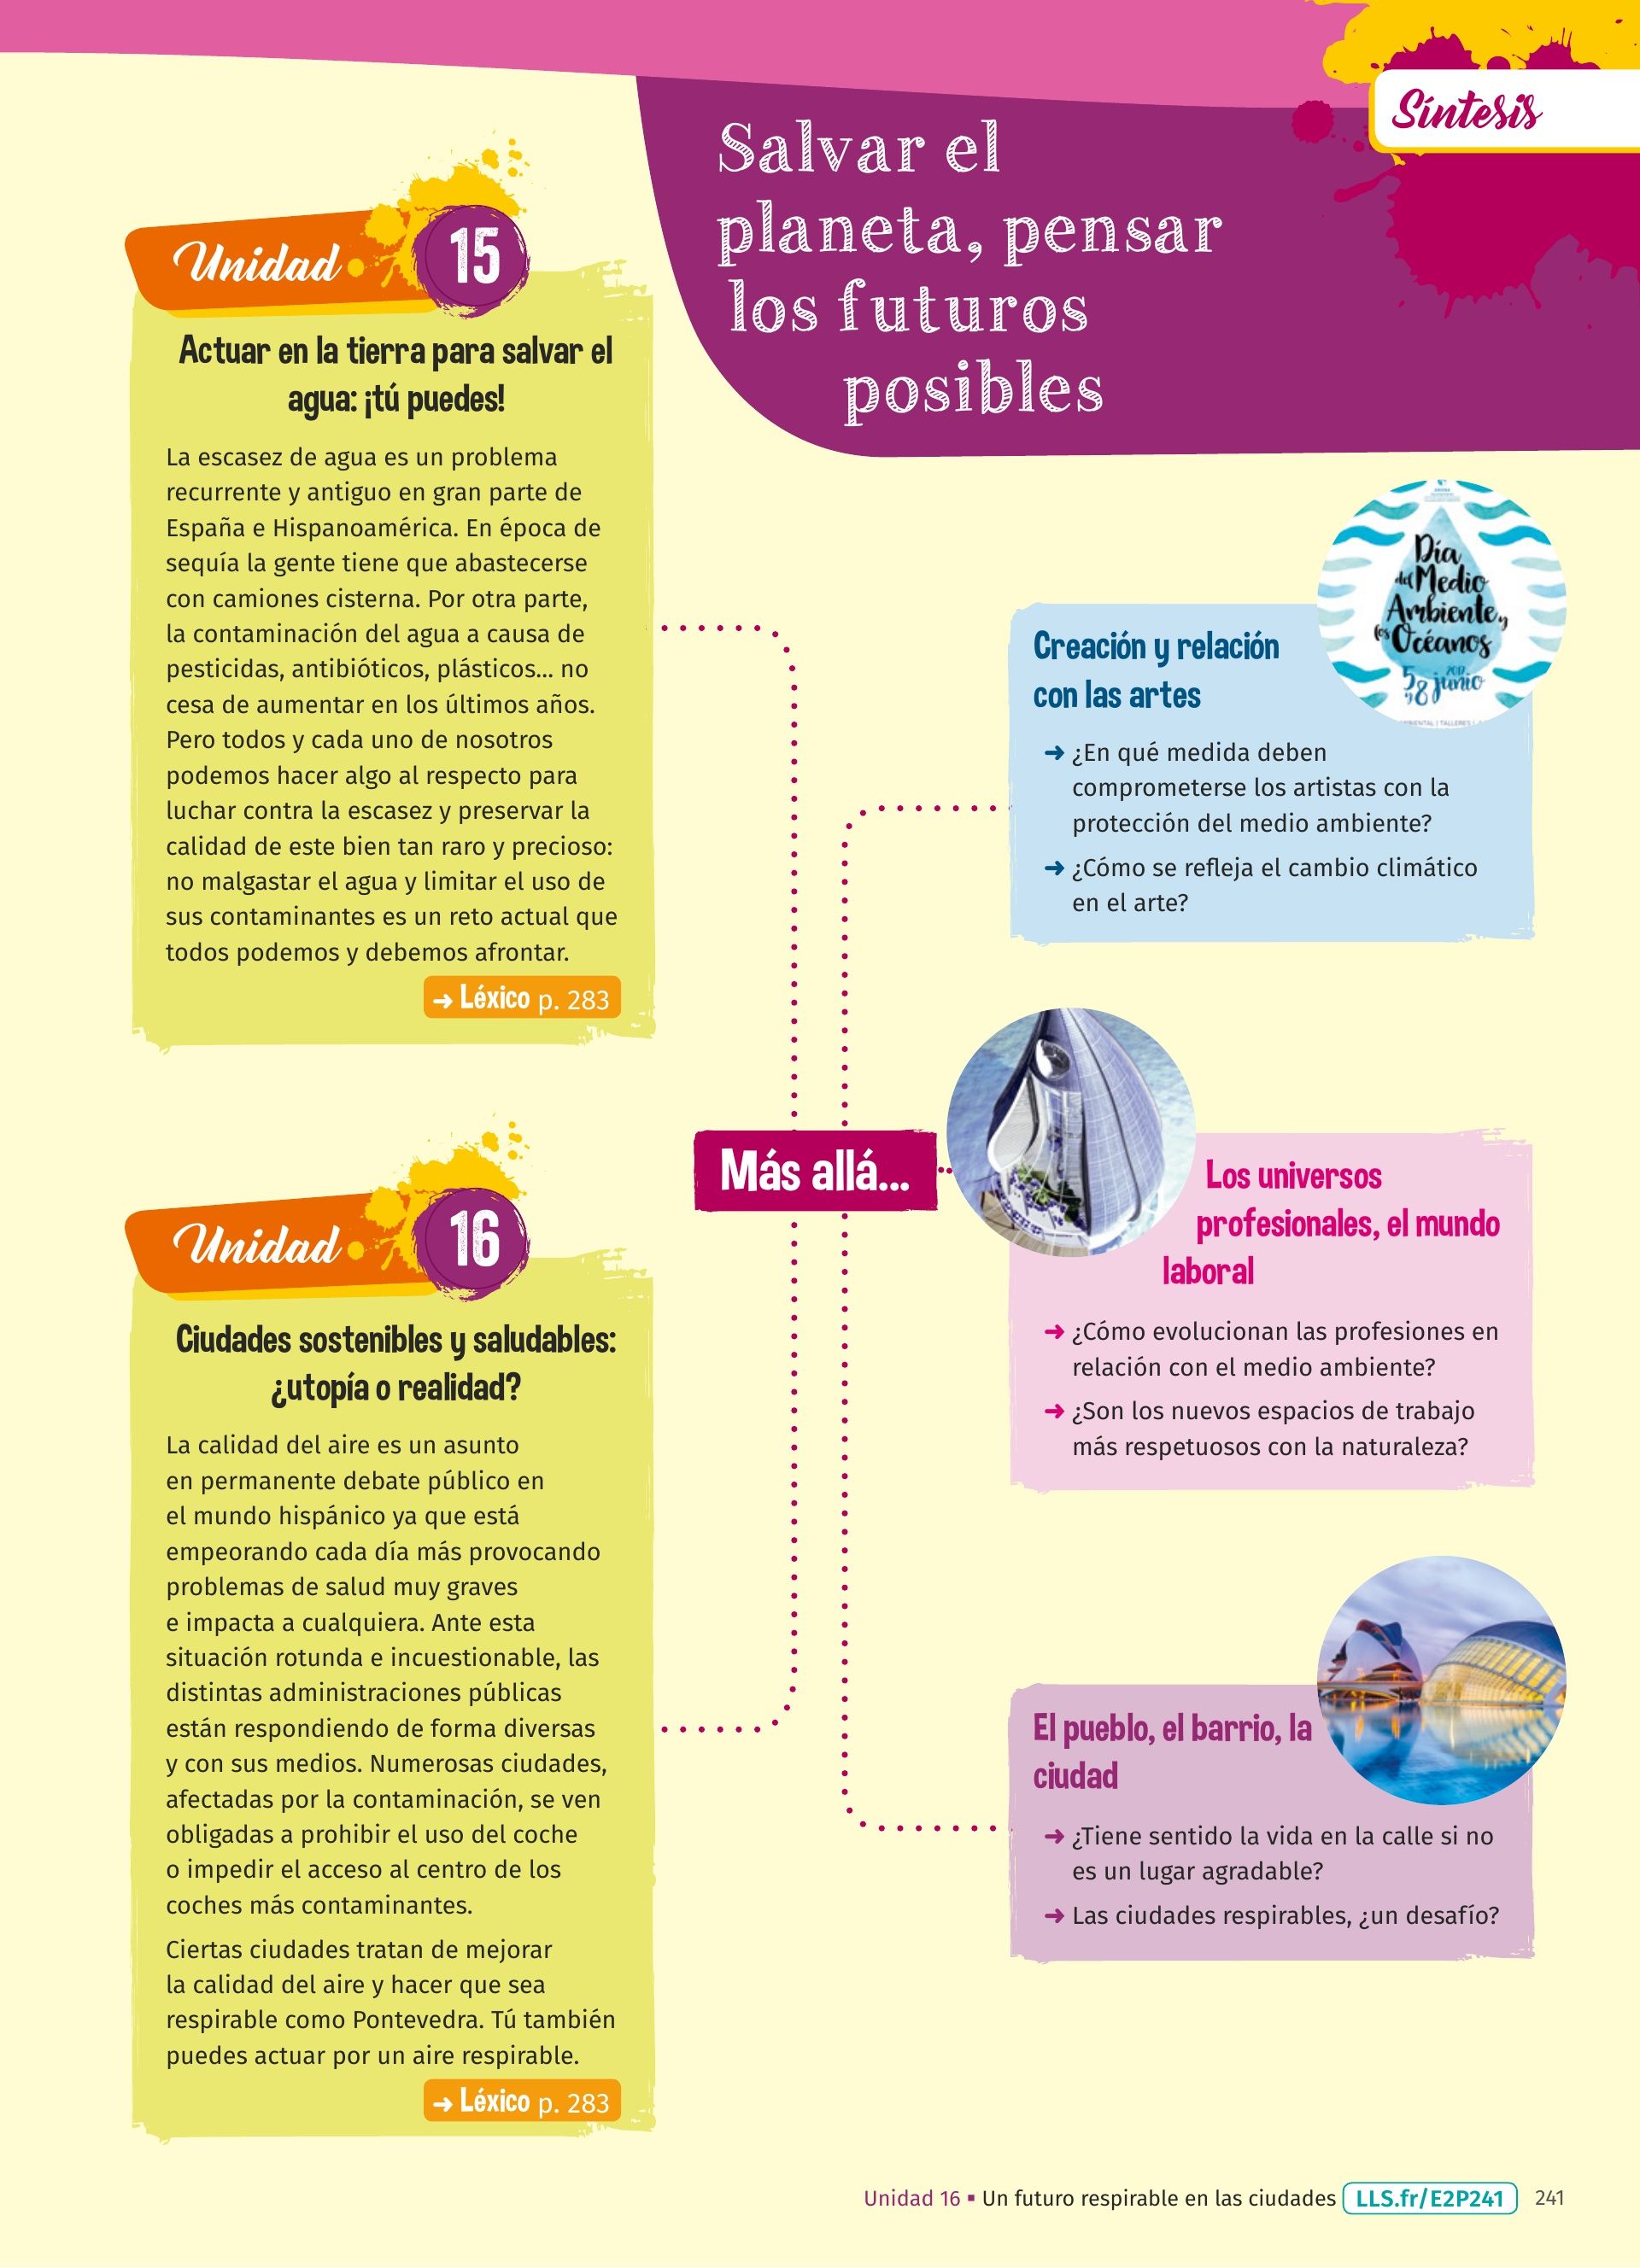 Síntesis
Salvar el
planeta, pensar
los futuros
posibles
Unidad 15
Actuar en la tierra para salvar el
agua: ¡tú puedes!
La escasez de agua es un problema
recurrente y antiguo en gran parte de
España e Hispanoamérica. En época de
sequía la gente tiene que abastecerse
con camiones cisterna. Por otra parte,
la contaminación del agua a causa de
pesticidas, antibióticos, plásticos... no
cesa de aumentar en los últimos años.
Pero todos y cada uno de nosotros
podemos hacer algo al respecto para
luchar contra la escasez y preservar la
calidad de este bien tan raro y precioso:
no malgastar el agua y limitar el uso de
sus contaminantes es un reto actual que
todos podemos y debemos afrontar.
➜ Léxico p. 283
Unidad 16
Ciudades sostenibles y saludables:
¿utopía o realidad?
La calidad del aire es un asunto
en permanente debate público en
el mundo hispánico ya que está
empeorando cada día más provocando
problemas de salud muy graves
e impacta a cualquiera. Ante esta
situación rotunda e incuestionable, las
distintas administraciones públicas
están respondiendo de forma diversas
y con sus medios. Numerosas ciudades,
afectadas por la contaminación, se ven
obligadas a prohibir el uso del coche
o impedir el acceso al centro de los
coches más contaminantes.
Ciertas ciudades tratan de mejorar
la calidad del aire y hacer que sea
respirable como Pontevedra. Tú también
puedes actuar por un aire respirable.
➜ Léxico p. 283
Más allá...
Día
del Medio
Ambiente y
los Océanos
2017
5 y 8 junio
TALLERES
Creación y relación
con las artes
➜ ¿En qué medida deben
comprometerse los artistas con la
protección del medio ambiente?
➜ ¿Cómo se refleja el cambio climático
en el arte?
Los universos
profesionales, el mundo
laboral
➜ ¿Cómo evolucionan las profesiones en
relación con el medio ambiente?
➜ ¿Son los nuevos espacios de trabajo
más respetuosos con la naturaleza?
El pueblo, el barrio, la
ciudad
➜ ¿Tiene sentido la vida en la calle si no
es un lugar agradable?
➜ Las ciudades respirables, ¿un desafío?
Unidad 16 ▪ Un futuro respirable en las ciudades LLS.fr/E2P241 241